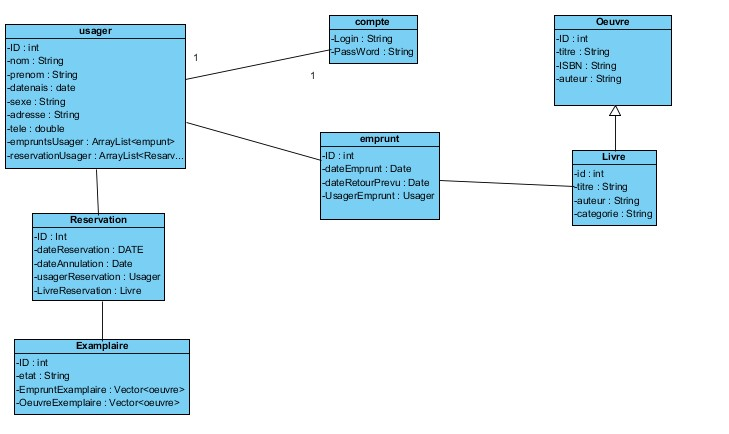 usager
-ID : int
-nom : String
-prenom : String
-datenais : date
-sexe : String
-adresse : String
-tele : double
-empruntsUsager : ArrayList<empunt>
-reservationUsager : ArrayList<Resarv...
1
1
compte
-Login : String
-PassWord : String
Oeuvre
-ID : int
-titre : String
-ISBN : String
-auteur : String
emprunt
-ID : int
-dateEmprunt : Date
-dateRetourPrevu : Date
-UsagerEmprunt : Usager
Livre
-id : int
-titre : String
-auteur : String
-categorie : String
Reservation
-ID : Int
-dateReservation : DATE
-dateAnnulation : Date
-usagerReservation : Usager
-LivreReservation : Livre
Examplaire
-ID : int
-etat : String
-EmpruntExamplaire : Vector<oeuvre>
-OeuvreExemplaire : Vector<oeuvre>